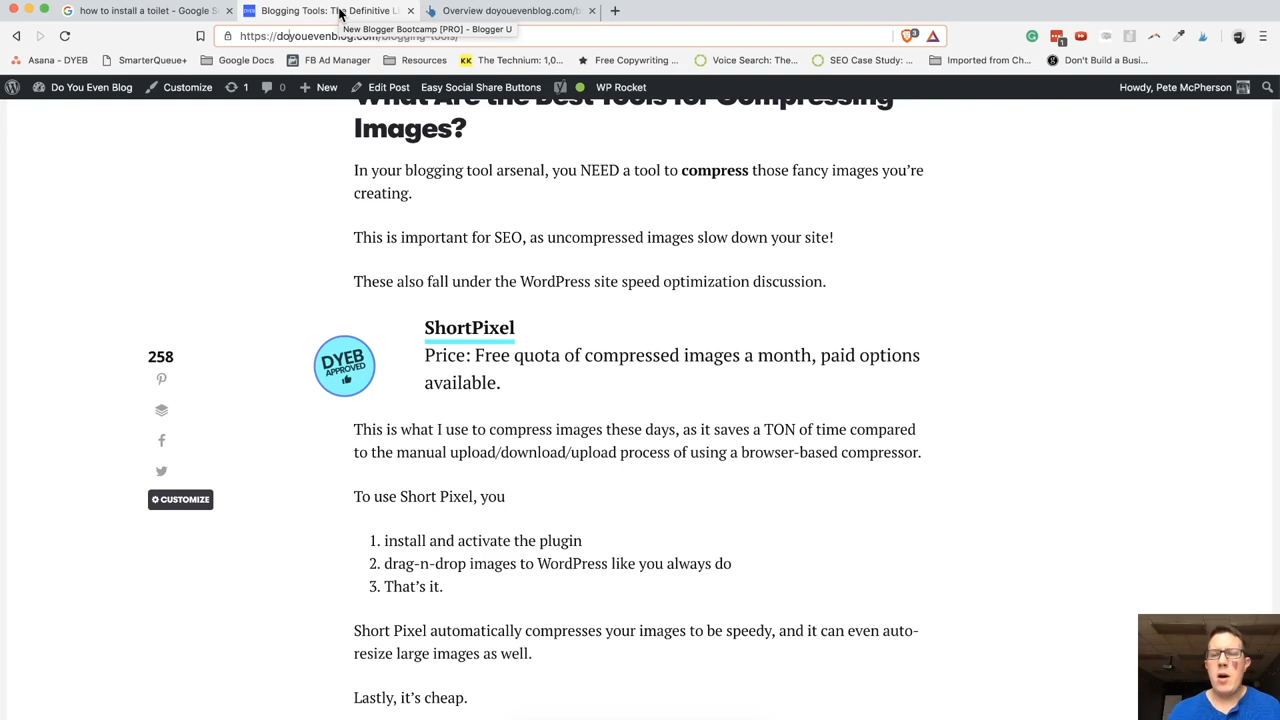 how to install a toilet - Google S
Blogging Tools: The Definitive Li
Overview doyouevenblog.com/b
New Blogger Bootcamp [PRO] - Blogger U
https://doyouevenblog.com/blogging-tools/
3
1
Asana - DYEB
SmarterQueue+
Google Docs
FB Ad Manager
Resources
KK The Technium: 1,0...
Free Copywriting ...
Voice Search: The...
SEO Case Study: ...
Imported from Ch...
Don't Build a Busi...
Do You Even Blog
Customize
1
0
New
Edit Post
Easy Social Share Buttons
WP Rocket
Howdy, Pete McPherson
What Are the Best Tools for Compressing
Images?
In your blogging tool arsenal, you NEED a tool to compress those fancy images you're
creating.
This is important for SEO, as uncompressed images slow down your site!
These also fall under the WordPress site speed optimization discussion.
DYEB
APPROVED
ShortPixel
Price: Free quota of compressed images a month, paid options
available.
258
CUSTOMIZE
This is what I use to compress images these days, as it saves a TON of time compared
to the manual upload/download/upload process of using a browser-based compressor.
To use Short Pixel, you
1. install and activate the plugin
2. drag-n-drop images to WordPress like you always do
3. That's it.
Short Pixel automatically compresses your images to be speedy, and it can even auto-
resize large images as well.
Lastly, it's cheap.